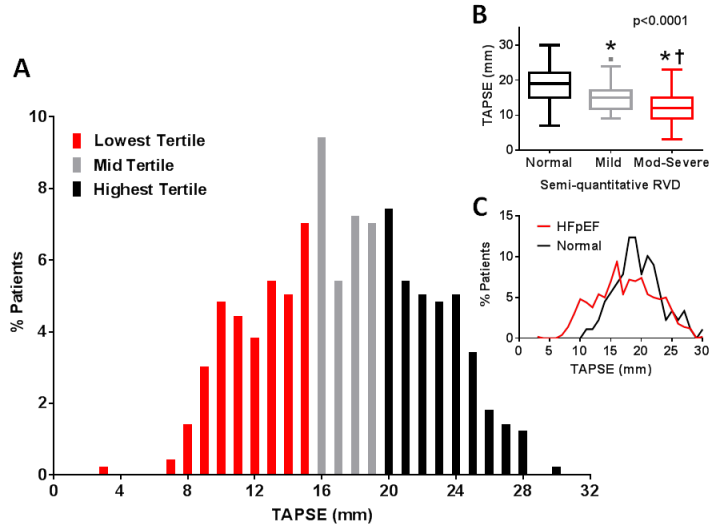 A
Lowest Tertile
Mid Tertile
Highest Tertile
% Patients
10
8
6
4
2
0
0 4 8 12 16 20 24 28 32
TAPSE (mm)
B
p<0.0001
TAPSE (mm)
30
20
10
0
*
*†
Normal Mild Mod-Severe
Semi-quantitative RVD
C
HFpEF
Normal
% Patients
15
10
5
0
0 5 10 15 20 25 30
TAPSE (mm)